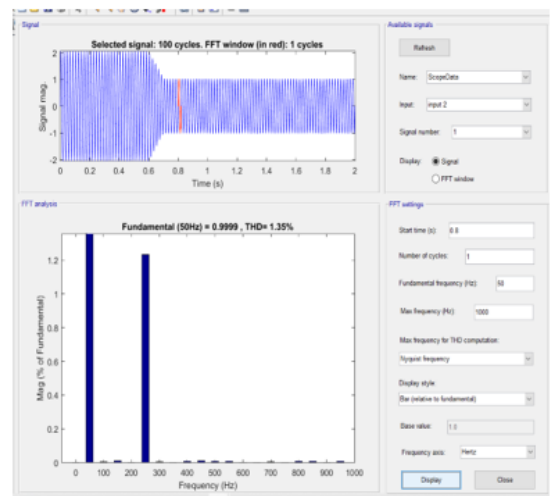 Signal
Selected signal: 100 cycles. FFT window (in red): 1 cycles
2
1
0
-1
-2
Signal mag.
0 0.2 0.4 0.6 0.8 1 1.2 1.4 1.6 1.8 2
Time (s)
Available signals
Refresh
Name: ScopeData
Input: input 2
Signal number: 1
Display: Signal
FFT window
FFT analysis
Fundamental (50Hz) = 0.9999 , THD= 1.35%
1.2
1
0.8
0.6
0.4
0.2
0
Mag (% of Fundamental)
0 100 200 300 400 500 600 700 800 900 1000
Frequency (Hz)
FFT settings
Start time (s): 0.8
Number of cycles: 1
Fundamental frequency (Hz): 50
Max frequency (Hz): 1000
Max frequency for THD computation:
Nyquist frequency
Display style:
Bar (relative to fundamental)
Base value: 1.0
Frequency axis: Hertz
Display Close